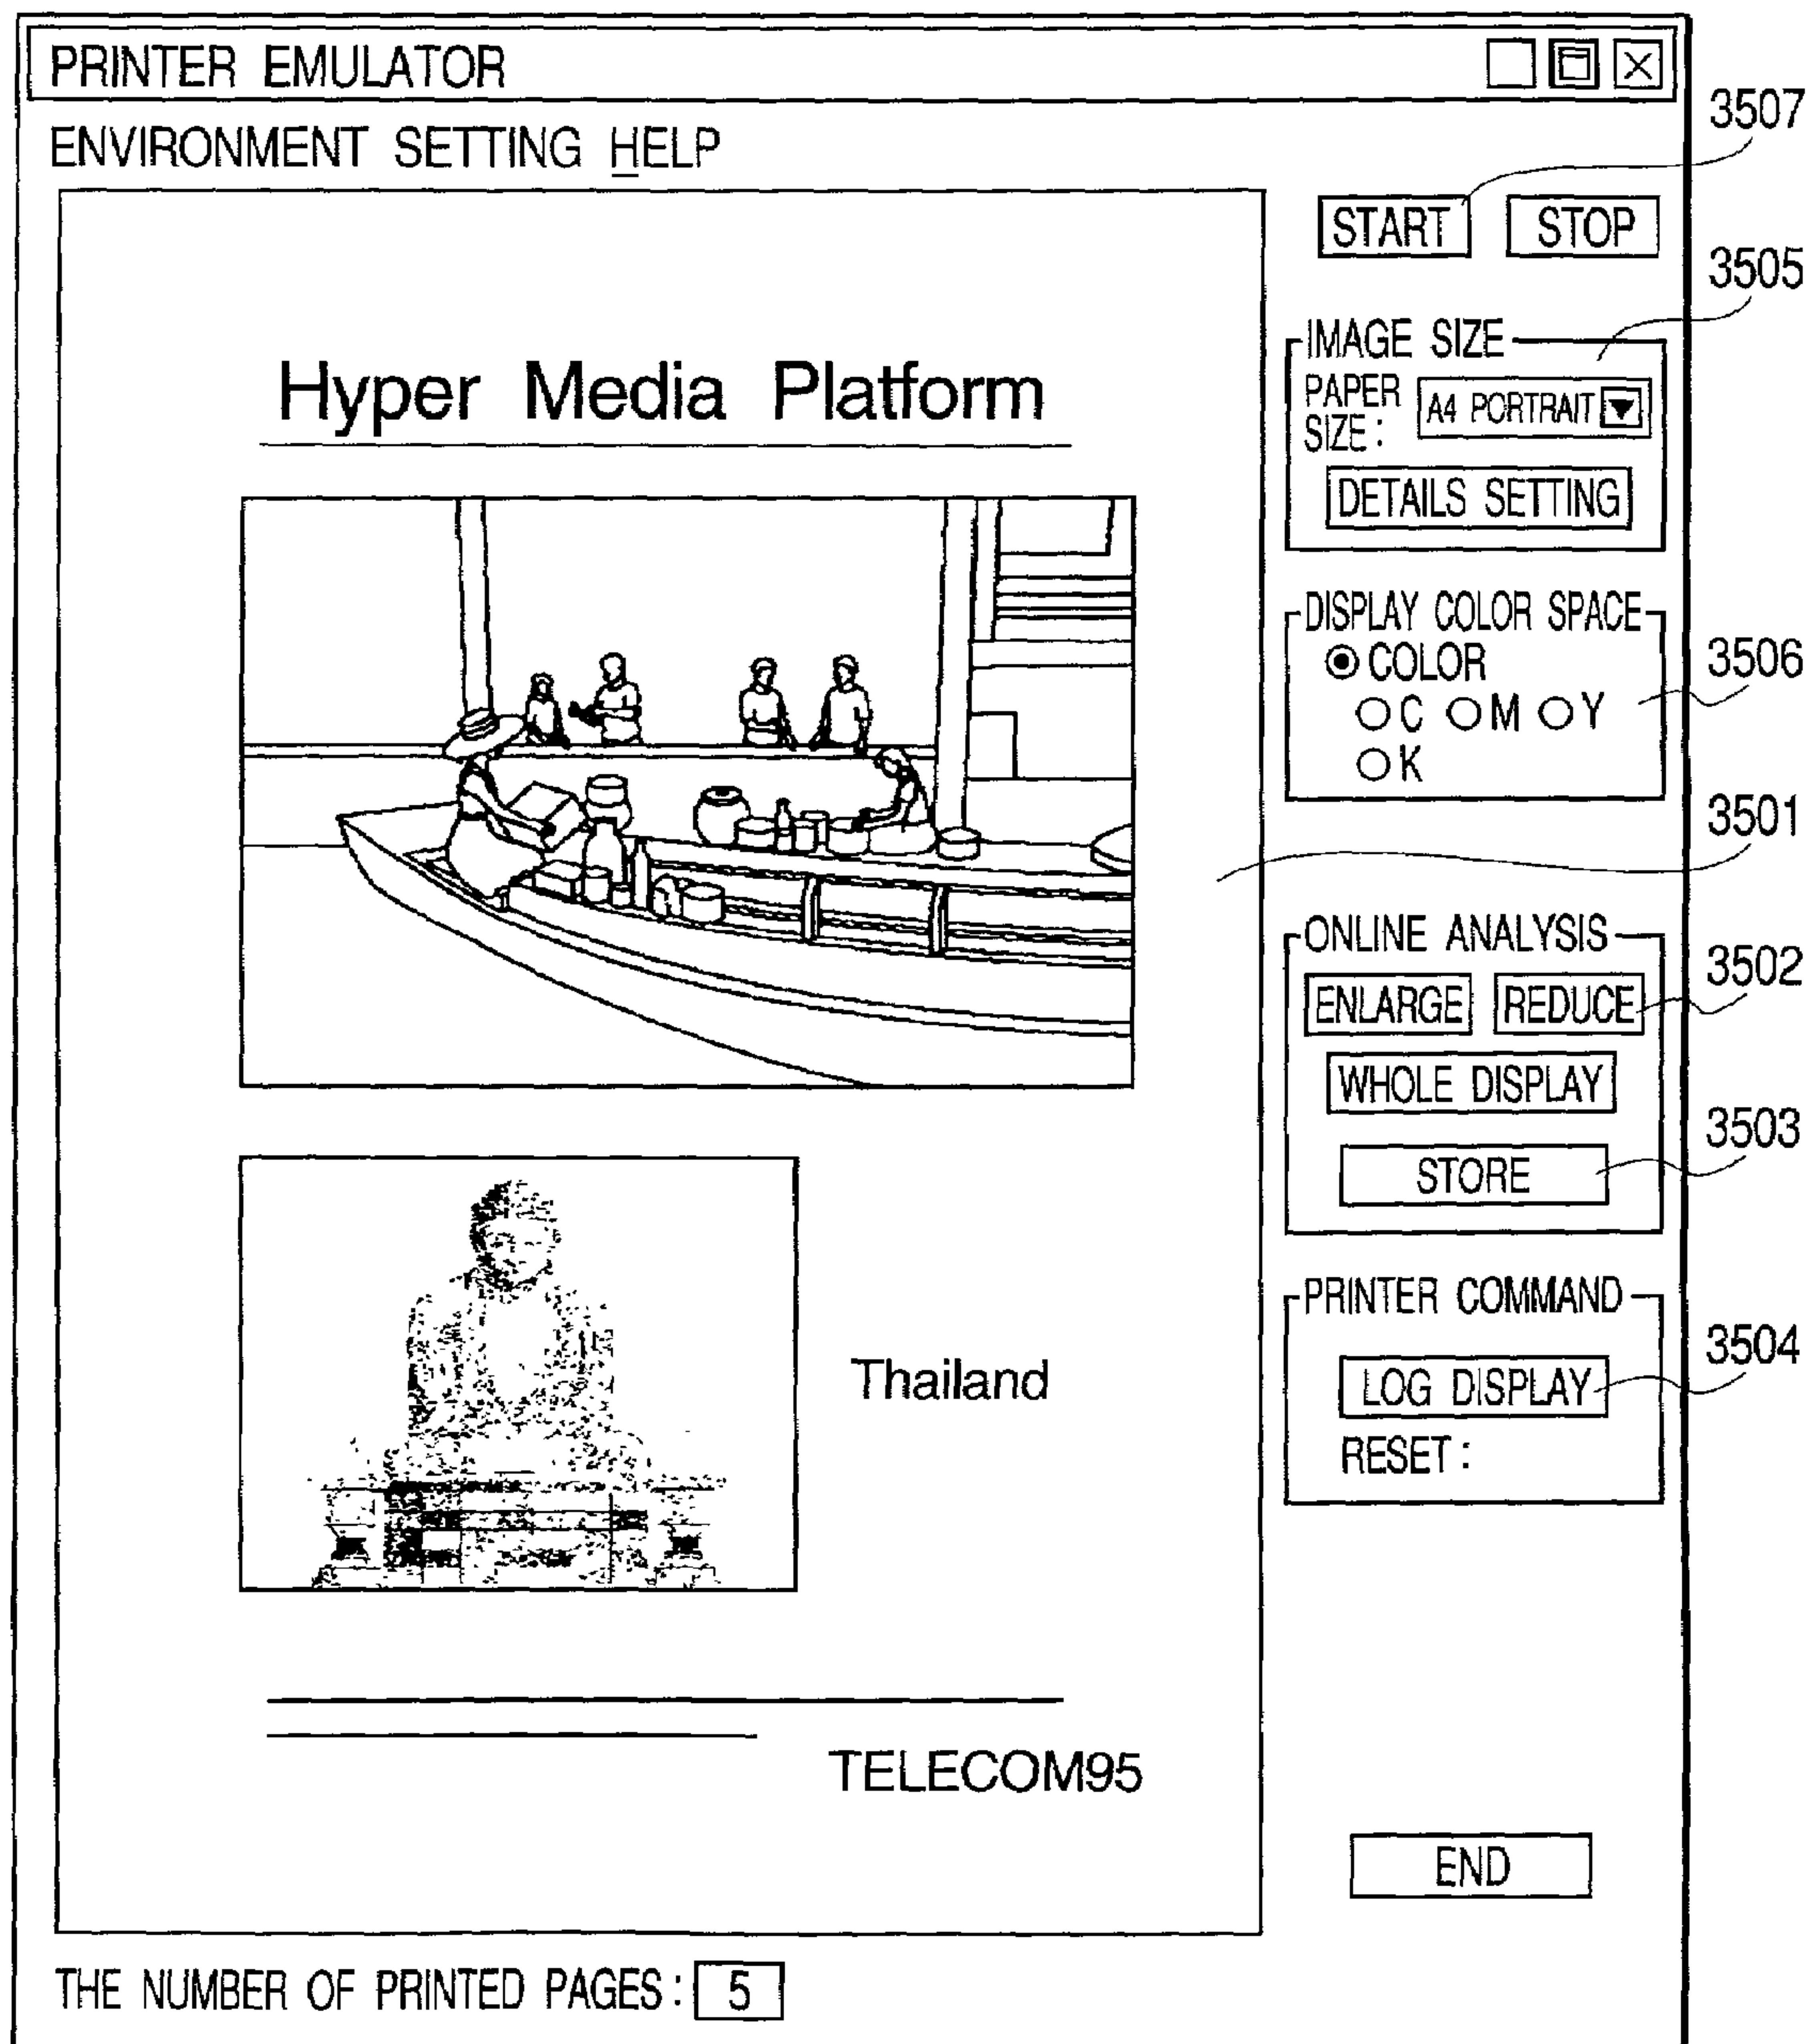 PRINTER EMULATOR
ENVIRONMENT SETTING HELP
3507
START STOP
3505
IMAGE SIZE
PAPER SIZE: A4 PORTRAIT
DETAILS SETTING
Hyper Media Platform
DISPLAY COLOR SPACE
COLOR
C M Y
K
3506
3501
ONLINE ANALYSIS
ENLARGE REDUCE
3502
WHOLE DISPLAY
STORE
3503
PRINTER COMMAND
LOG DISPLAY
3504
RESET:
Thailand
TELECOM95
END
THE NUMBER OF PRINTED PAGES: 5